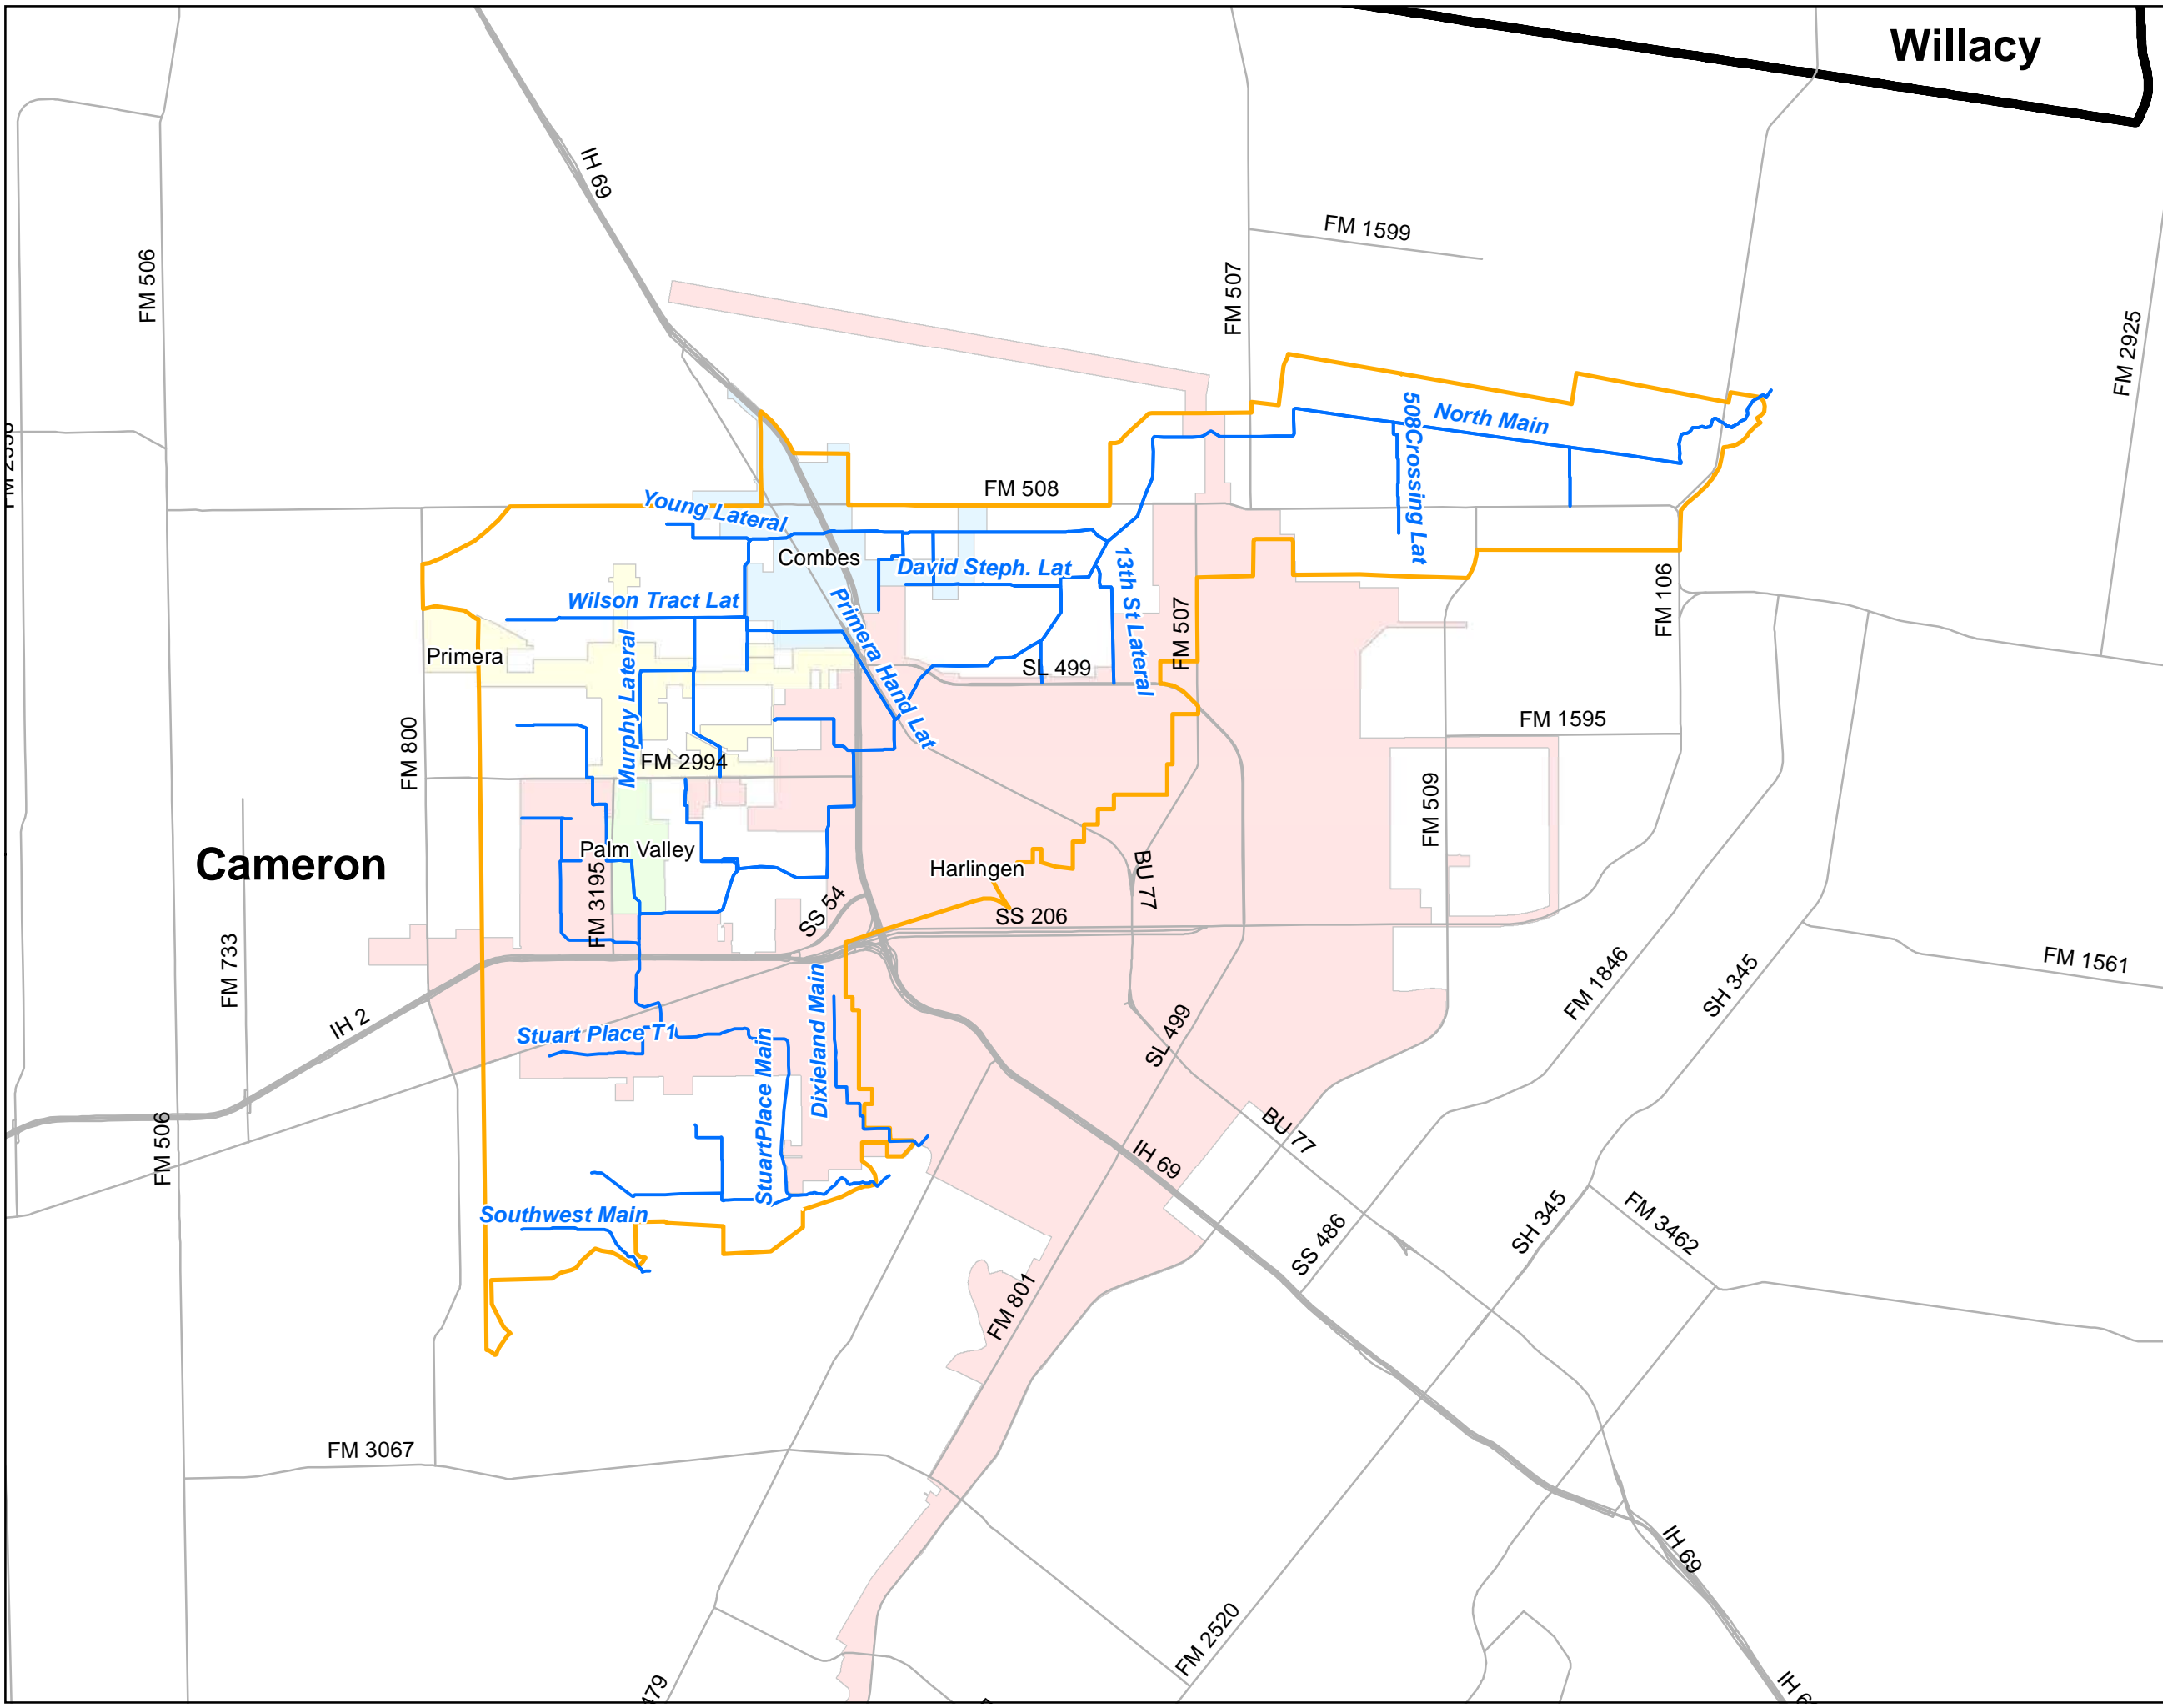 Willacy
IH 69
FM 1599
FM 506
FM 507
FM 2925
508Crossing Lat
North Main
FM 508
Young Lateral
Combes
David Steph. Lat
13th St Lateral
Wilson Tract Lat
Primera Hand Lat
FM 507
FM 106
Primera
Murphy Lateral
SL 499
FM 1595
FM 800
FM 2994
FM 509
Cameron
Palm Valley
Harlingen
BU 77
FM 3195
SS 54
SS 206
FM 733
FM 1846
SH 345
FM 1561
IH 2
Dixieland Main
Stuart Place T1
StuartPlace Main
SL 499
FM 506
BU 77
IH 69
Southwest Main
SS 486
SH 345
FM 3462
FM 801
FM 3067
IH 69
FM 2520
479